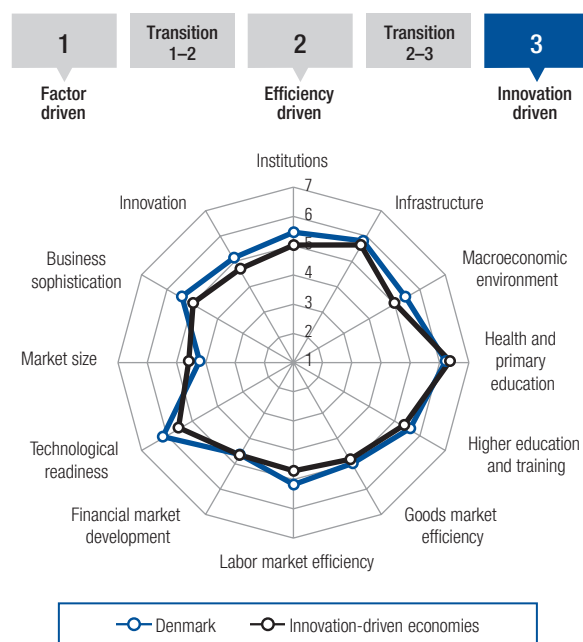 1
Transition
1–2
2
Transition
2–3
3
Factor
driven
Efficiency
driven
Innovation
driven
Institutions
Infrastructure
Macroeconomic
environment
Health and
primary
education
Higher education
and training
Goods market
efficiency
Labor market efficiency
Financial market
development
Technological
readiness
Market size
Business
sophistication
Innovation
7
6
5
4
3
2
1
Denmark
Innovation-driven economies